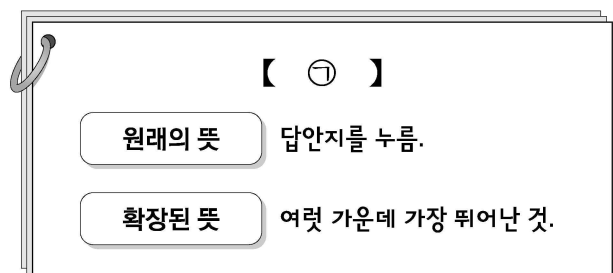 【 ㉠ 】
원래의 뜻 답안지를 누름.
확장된 뜻 여럿 가운데 가장 뛰어난 것.